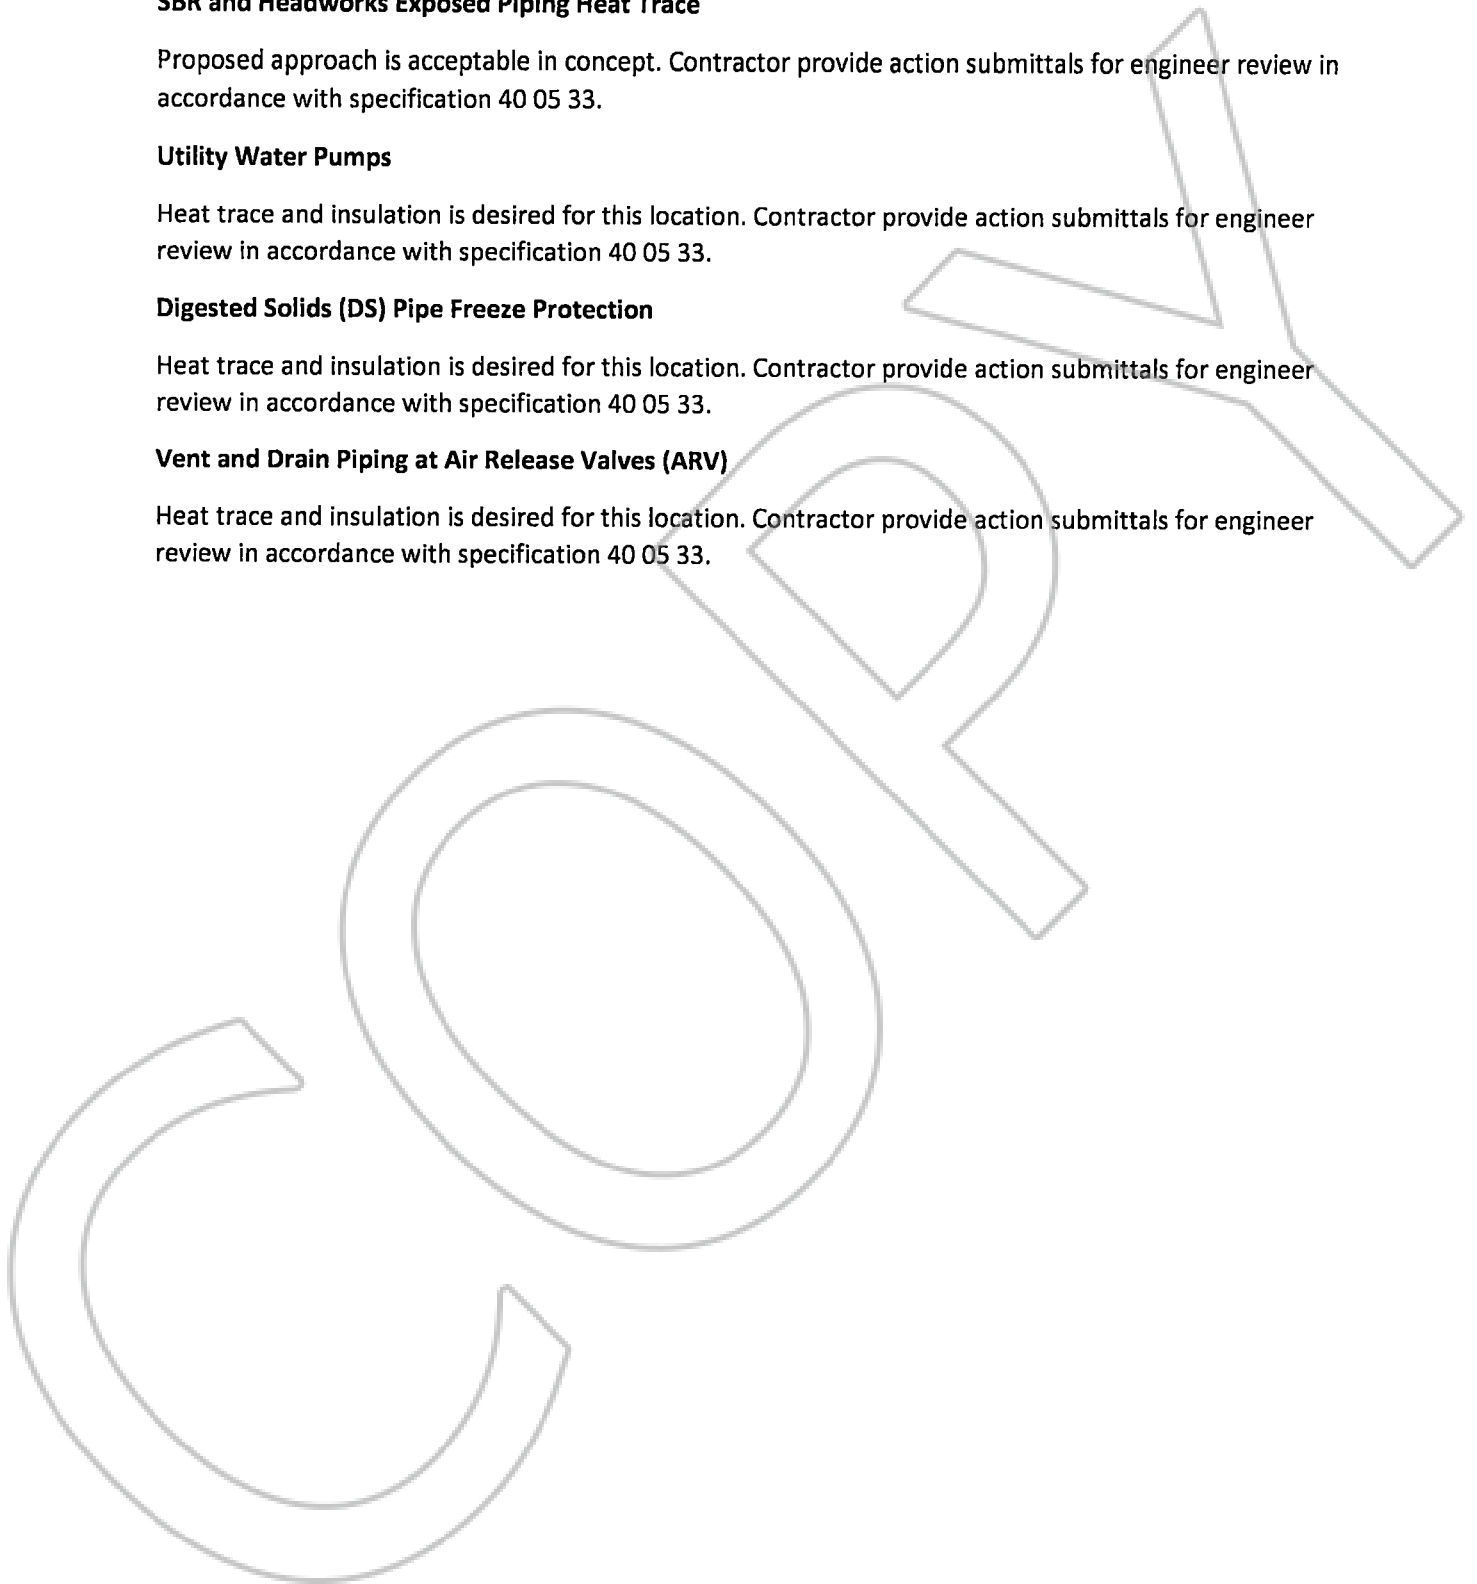 SBR and Headworks Exposed Piping Heat Trace
Proposed approach is acceptable in concept. Contractor provide action submittals for engineer review in
accordance with specification 40 05 33.
Utility Water Pumps
Heat trace and insulation is desired for this location. Contractor provide action submittals for engineer
review in accordance with specification 40 05 33.
Digested Solids (DS) Pipe Freeze Protection
Heat trace and insulation is desired for this location. Contractor provide action submittals for engineer
review in accordance with specification 40 05 33.
Vent and Drain Piping at Air Release Valves (ARV)
Heat trace and insulation is desired for this location. Contractor provide action submittals for engineer
review in accordance with specification 40 05 33.
COPY